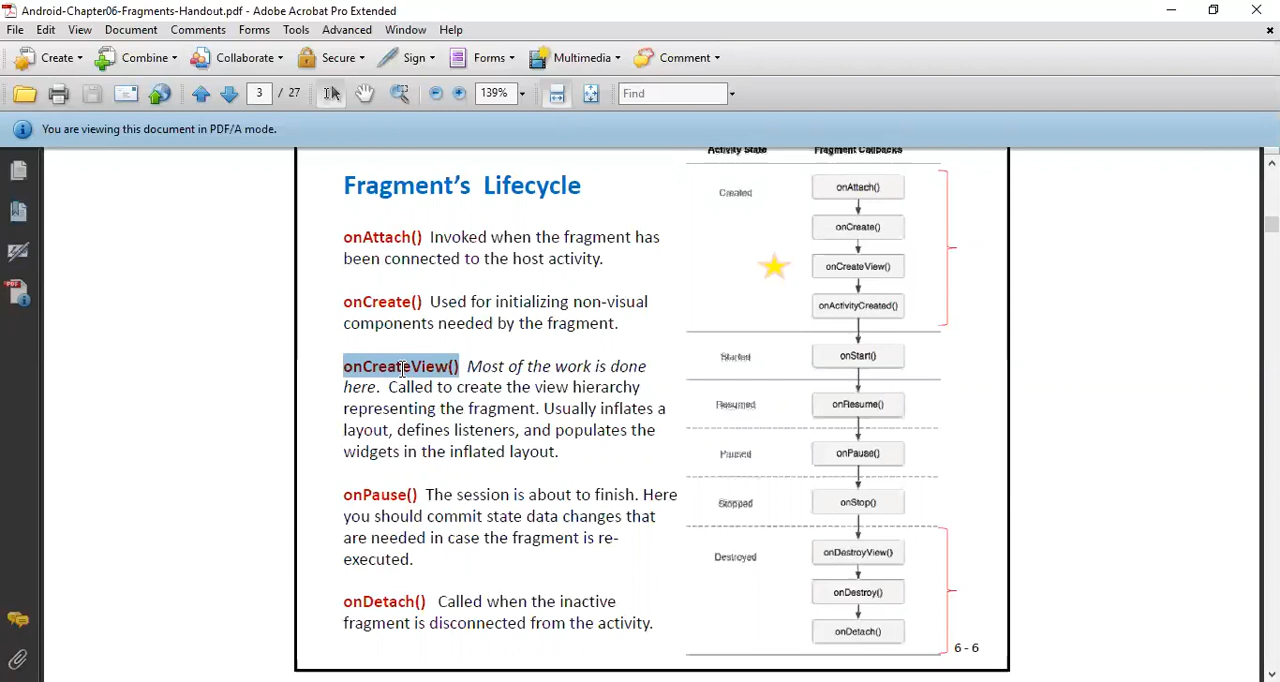 Android-Chapter06-Fragments-Handout.pdf - Adobe Acrobat Pro Extended
File Edit View Document Comments Forms Tools Advanced Window Help
Create Combine Collaborate Secure Sign Forms Multimedia Comment
3 / 27 139% Find
You are viewing this document in PDF/A mode.
Fragment's Lifecycle
onAttach() Invoked when the fragment has
been connected to the host activity.
onCreate() Used for initializing non-visual
components needed by the fragment.
onCreateView() Most of the work is done
here. Called to create the view hierarchy
representing the fragment. Usually inflates a
layout, defines listeners, and populates the
widgets in the inflated layout.
onPause() The session is about to finish. Here
you should commit state data changes that
are needed in case the fragment is re-
executed.
onDetach() Called when the inactive
fragment is disconnected from the activity.
Activity State Fragment Callbacks
Created
onAttach()
onCreate()
onCreateView()
onActivityCreated()
Started onStart()
Resumed onResume()
Paused onPause()
Stopped onStop()
Destroyed onDestroyView()
onDestroy()
onDetach()
6 - 6